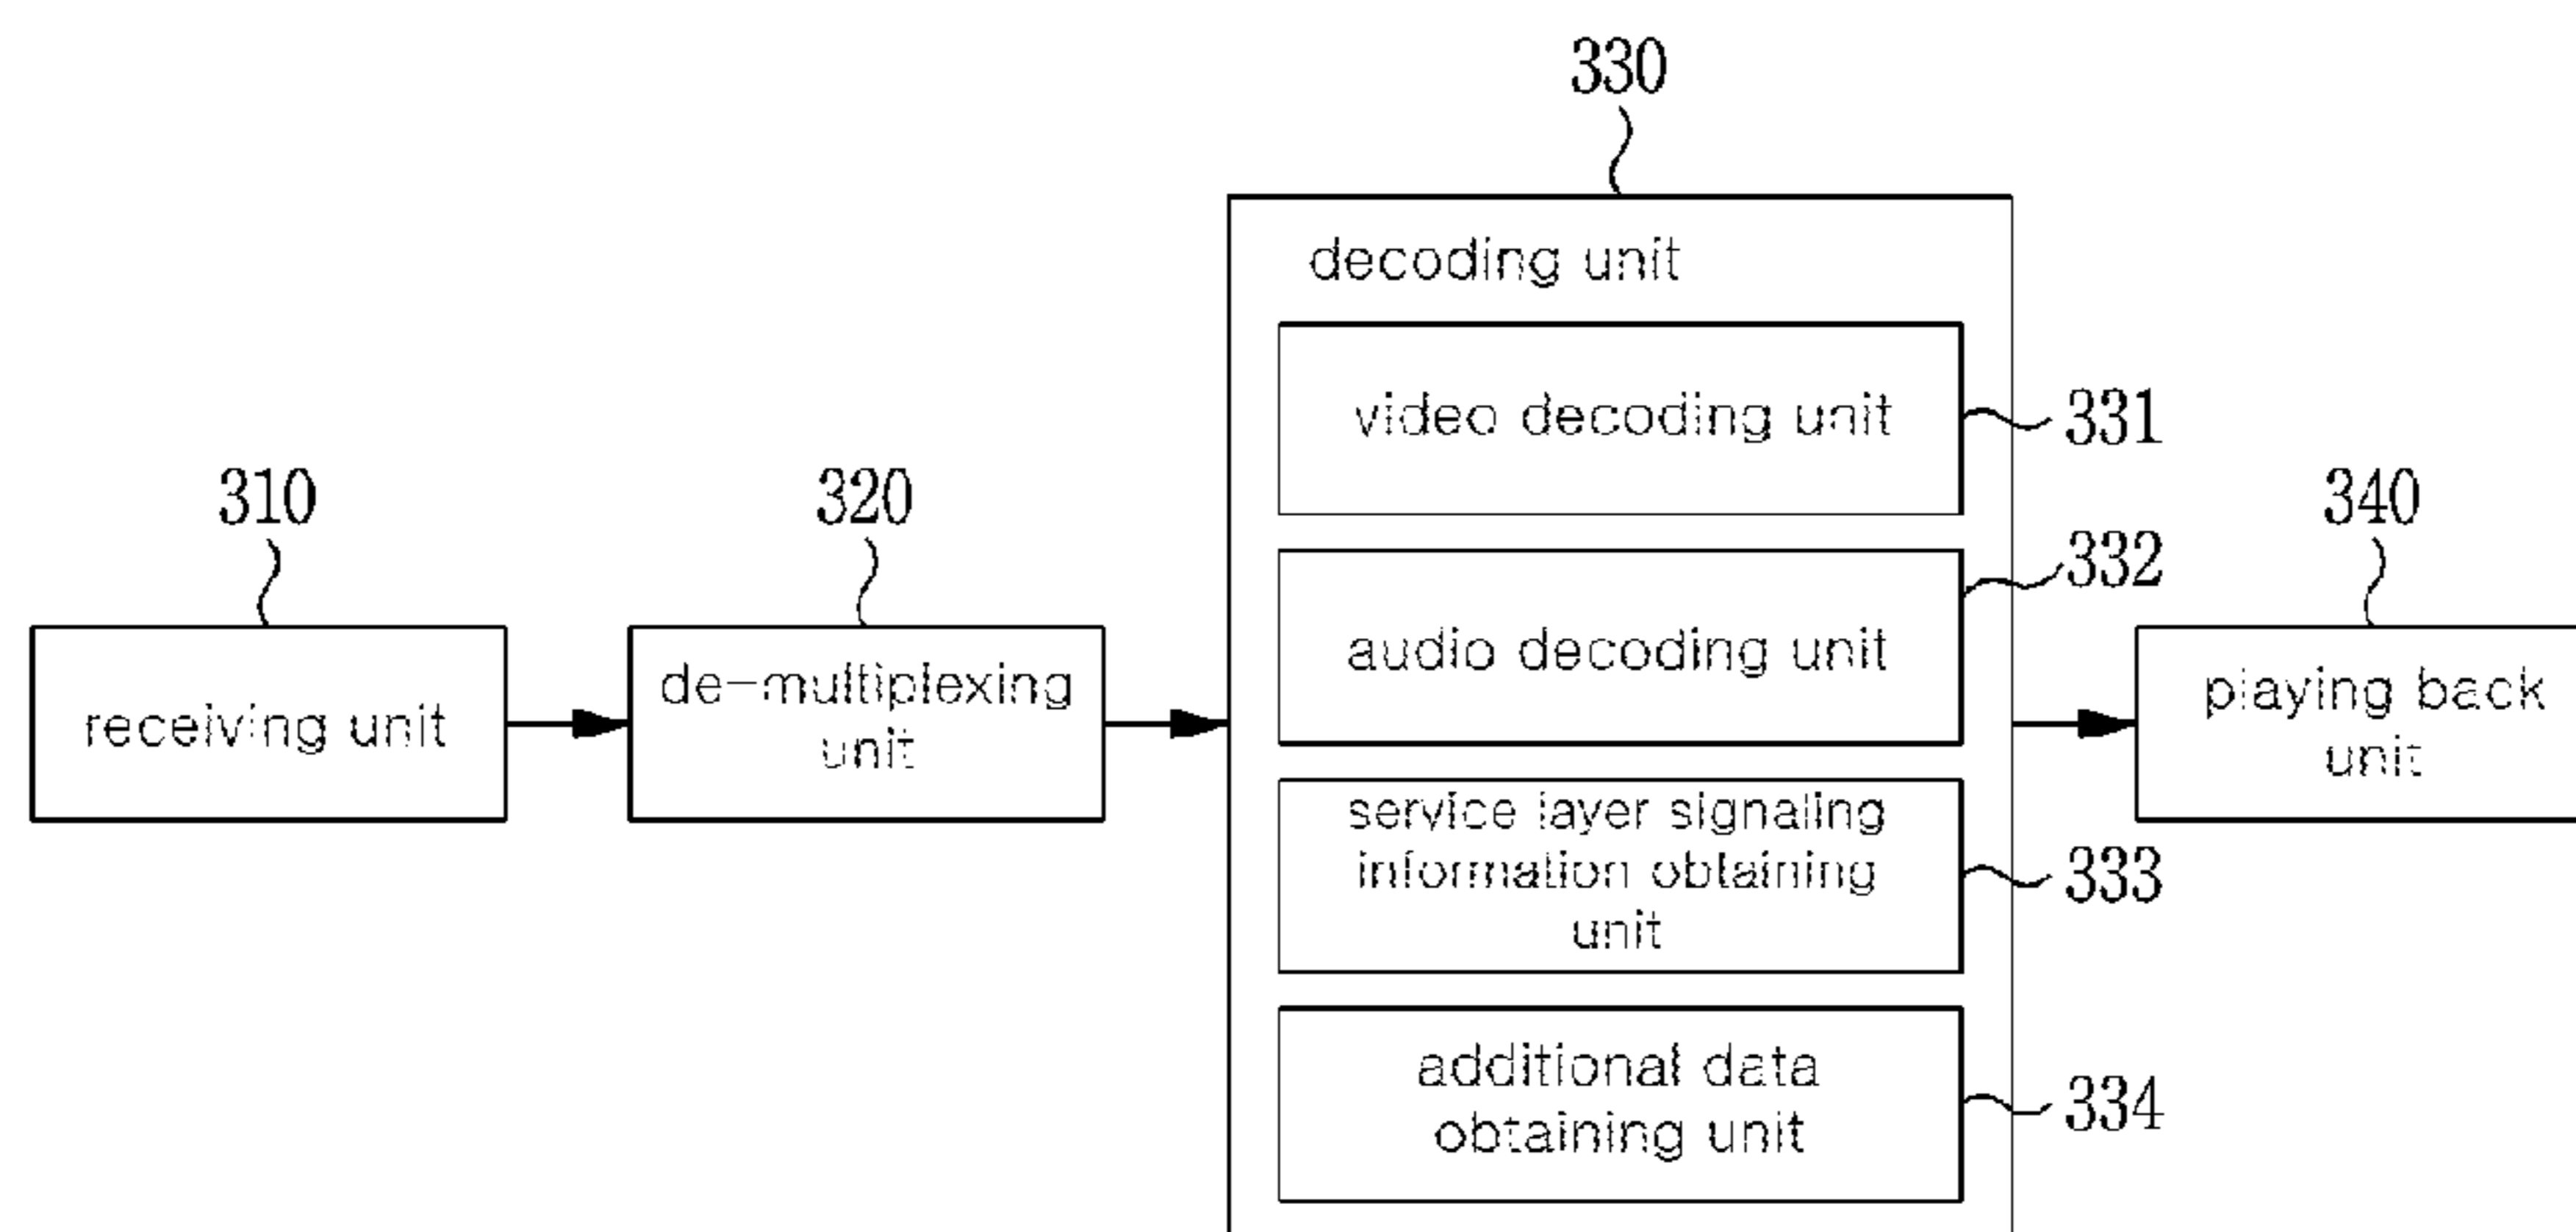 330
decoding unit
video decoding unit
331
310
320
340
332
receiving unit
de-multiplexing
unit
audio decoding unit
playing back
unit
service layer signaling
information obtaining
unit
333
additional data
obtaining unit
334